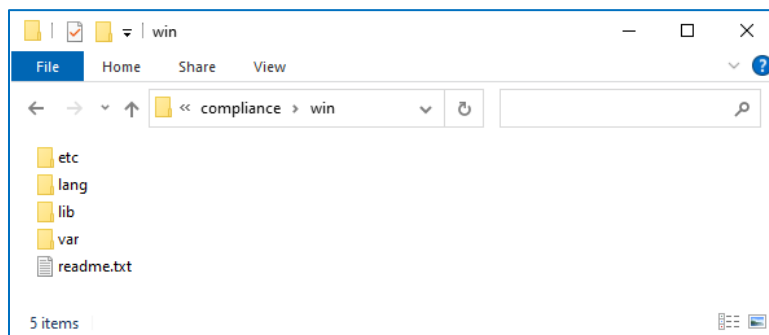 win
File Home Share View ?
« compliance > win
etc
lang
lib
var
readme.txt
5 items